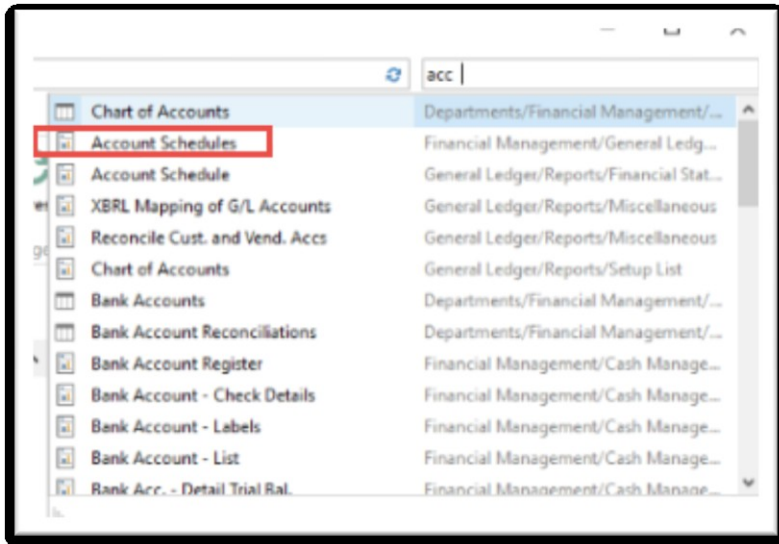 acc
Chart of Accounts Departments/Financial Management/...
Account Schedules Financial Management/General Ledg...
Account Schedule General Ledger/Reports/Financial Stat...
XBRL Mapping of G/L Accounts General Ledger/Reports/Miscellaneous
Reconcile Cust. and Vend. Accs General Ledger/Reports/Miscellaneous
Chart of Accounts General Ledger/Reports/Setup List
Bank Accounts Departments/Financial Management/...
Bank Account Reconciliations Departments/Financial Management/...
Bank Account Register Financial Management/Cash Manage...
Bank Account - Check Details Financial Management/Cash Manage...
Bank Account - Labels Financial Management/Cash Manage...
Bank Account - List Financial Management/Cash Manage...
Bank Acc. - Detail Trial Bal. Financial Management/Cash Manage...